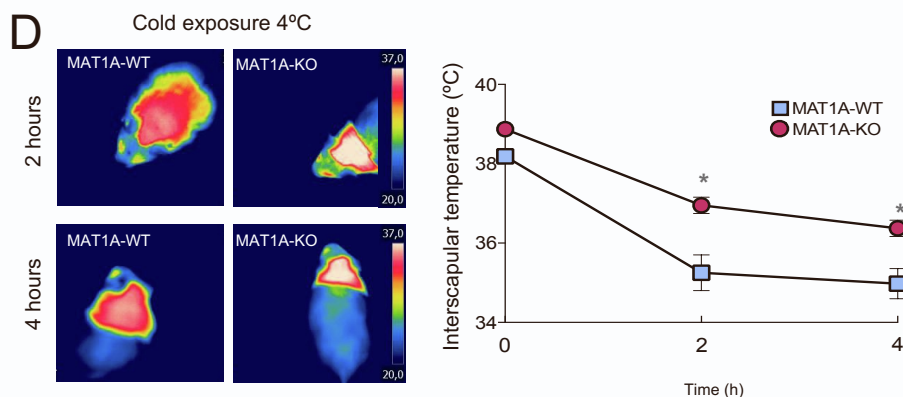 D
Cold exposure 4ºC
2 hours
MAT1A-WT
MAT1A-KO
37,0
20,0
4 hours
MAT1A-WT
MAT1A-KO
37,0
20,0
Interscapular temperature (ºC)
40
38
36
34
MAT1A-WT
MAT1A-KO
*
*
0
2
4
Time (h)